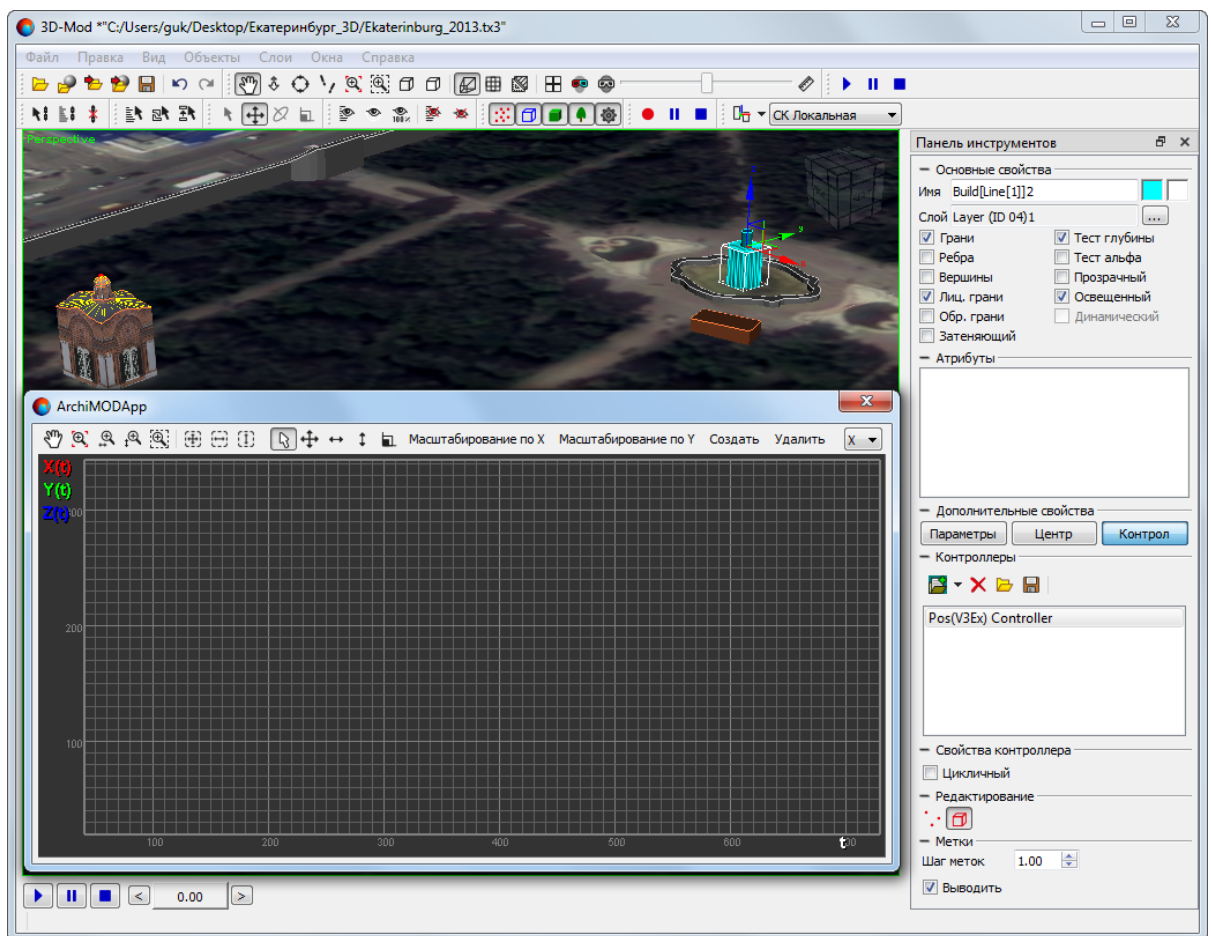 3D-Mod *"C:/Users/guk/Desktop/Екатеринбург_3D/Ekaterinburg_2013.tx3"
Файл Правка Вид Объекты Слои Окна Справка
100%
СК Локальная
Perspective
z
y
x
Панель инструментов
Основные свойства
Имя Build[Line[1]]2
Слой Layer (ID 04)1 ...
Грани Тест глубины
Ребра Тест альфа
Вершины Прозрачный
Лиц. грани Освещенный
Обр. грани Динамический
Затеняющий
Атрибуты
Дополнительные свойства
Параметры Центр Контрол
Контроллеры
Pos(V3Ex) Controller
Свойства контроллера
Цикличный
Редактирование
Метки
Шаг меток 1.00
Выводить
ArchiMODApp
Масштабирование по X Масштабирование по Y Создать Удалить X
X(t)
Y(t)
Z(t)
200
100
100 200 300 400 500 600 t
< 0.00 >